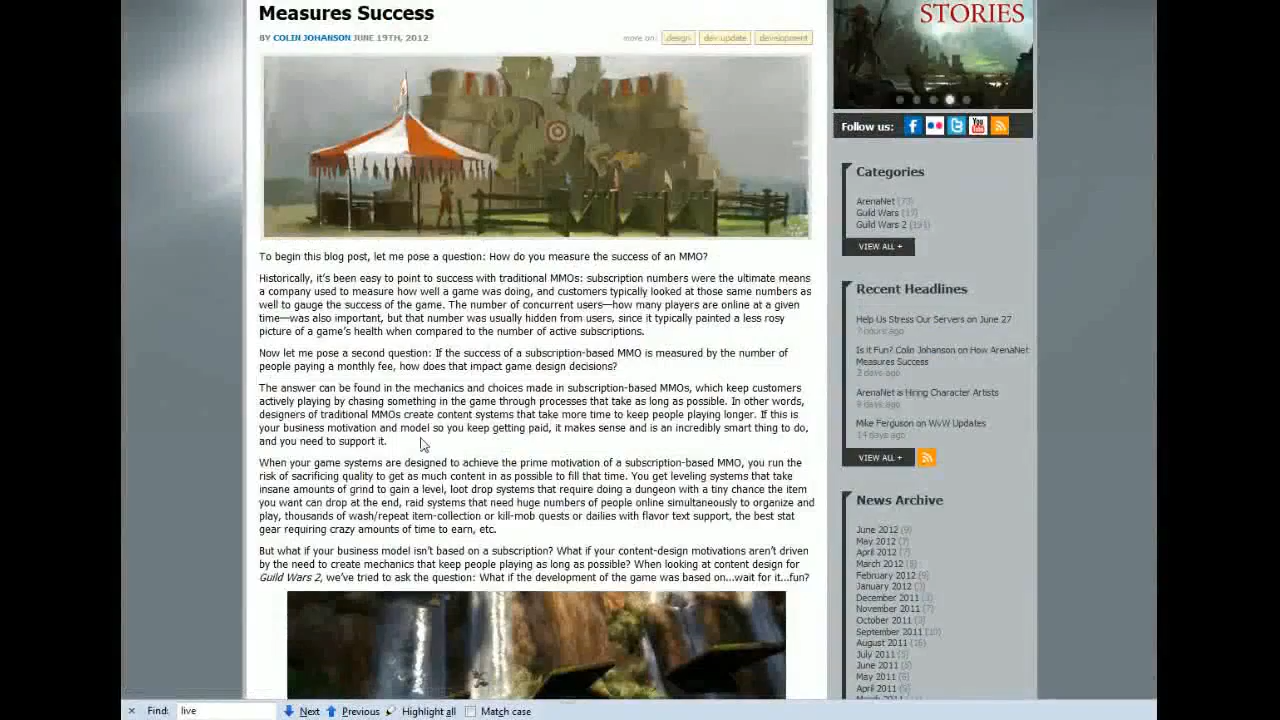 Measures Success
BY COLIN JOHANSON JUNE 19TH, 2012
more on: design dev update development
To begin this blog post, let me pose a question: How do you measure the success of an MMO?
Historically, it's been easy to point to success with traditional MMOs: subscription numbers were the ultimate means
a company used to measure how well a game was doing, and customers typically looked at those same numbers as
well to gauge the success of the game. The number of concurrent users—how many players are online at a given
time—was also important, but that number was usually hidden from users, since it typically painted a less rosy
picture of a game's health when compared to the number of active subscriptions.
Now let me pose a second question: If the success of a subscription-based MMO is measured by the number of
people paying a monthly fee, how does that impact game design decisions?
The answer can be found in the mechanics and choices made in subscription-based MMOs, which keep customers
actively playing by chasing something in the game through processes that take as long as possible. In other words,
designers of traditional MMOs create content systems that take more time to keep people playing longer. If this is
your business motivation and model so you keep getting paid, it makes sense and is an incredibly smart thing to do,
and you need to support it.
When your game systems are designed to achieve the prime motivation of a subscription-based MMO, you run the
risk of sacrificing quality to get as much content in as possible to fill that time. You get leveling systems that take
insane amounts of grind to gain a level, loot drop systems that require doing a dungeon with a tiny chance the item
you want can drop at the end, raid systems that need huge numbers of people online simultaneously to organize and
play, thousands of wash/repeat item-collection or kill-mob quests or dailies with flavor text support, the best stat
gear requiring crazy amounts of time to earn, etc.
But what if your business model isn't based on a subscription? What if your content-design motivations aren't driven
by the need to create mechanics that keep people playing as long as possible? When looking at content design for
Guild Wars 2, we've tried to ask the question: What if the development of the game was based on...wait for it...fun?
STORIES
Follow us:
Categories
ArenaNet (73)
Guild Wars
Guild Wars 2
VIEW ALL +
Recent Headlines
Help Us Stress Our Servers on June 27
7 hours ago
Is it Fun? Colin Johanson on How ArenaNet
Measures Success
2 days ago
ArenaNet is Hiring Character Artists
days ago
Mike Ferguson on WvW Updates
14 days ago
VIEW ALL +
News Archive
June 2012
May 2012
April 2012
March 2012
February 2012
January 2012
December 2011
November 2011
October 2011
September 2011
August 2011
July 2011
June 2011
May 2011
April 2011
Find: live Next Previous Highlight all Match case